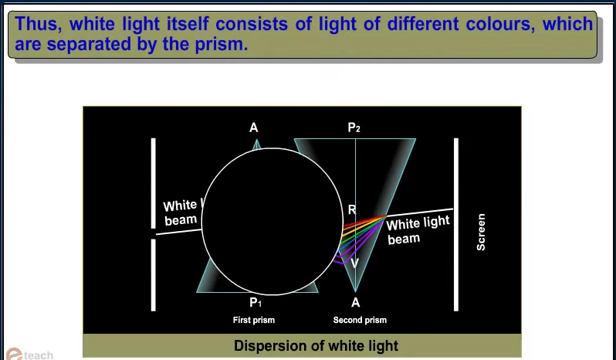 Thus, white light itself consists of light of different colours, which
are separated by the prism.
A
P2
White
beam
R
White light
beam
Screen
V
P1
A
First prism
Second prism
Dispersion of white light
e teach